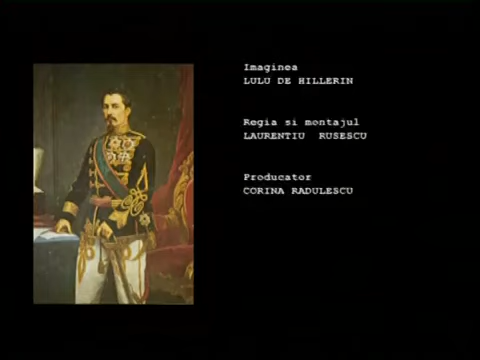 Imaginea
LULU DE HILLERIN
Regia si montajul
LAURENTIU RUSESCU
Producator
CORINA RADULESCU